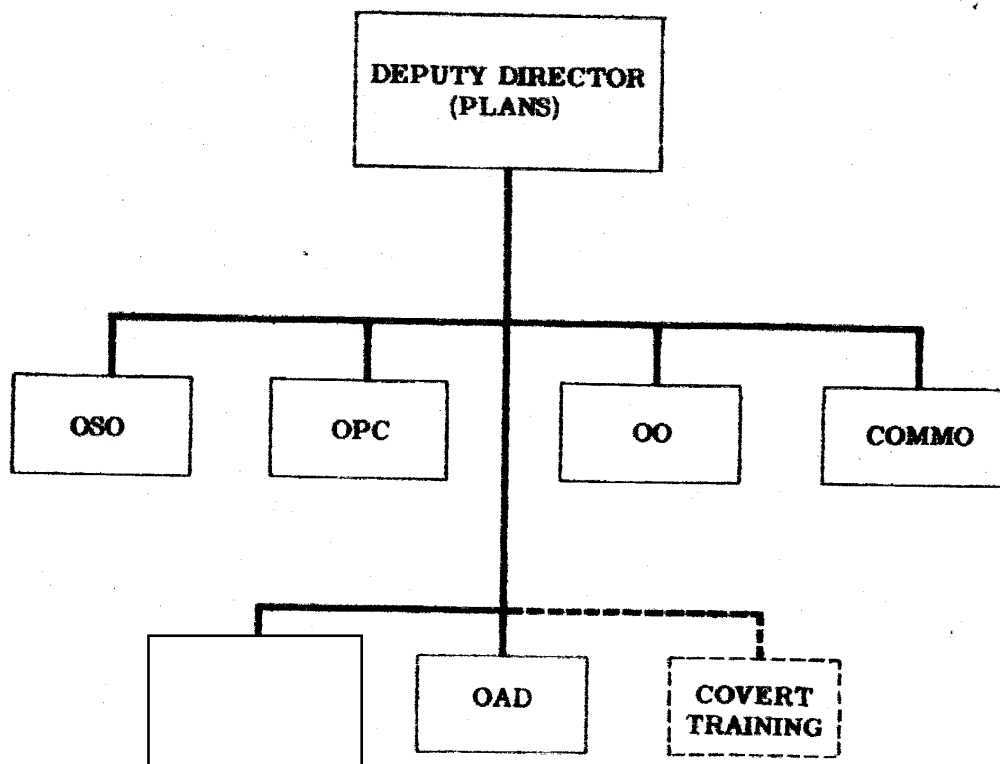 DEPUTY DIRECTOR
(PLANS)
OSO
OPC
OO
COMMO
OAD
COVERT
TRAINING